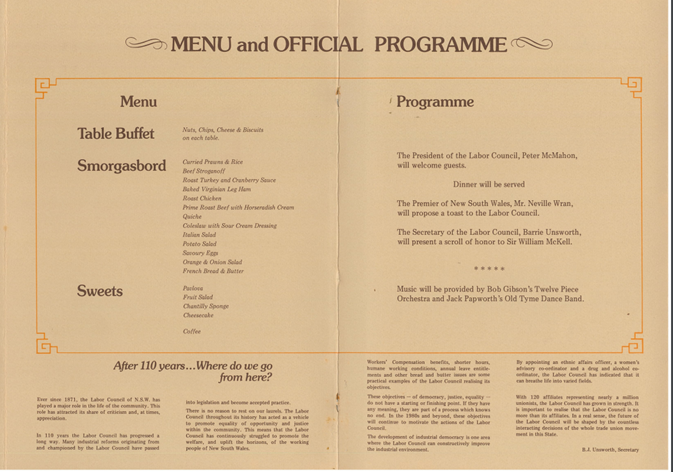 MENU and OFFICIAL PROGRAMME
Menu
Table Buffet
Nuts, Chips, Cheese & Biscuits
on each table.
Smorgasbord
Curried Prawns & Rice
Beef Stroganoff
Roast Turkey and Cranberry Sauce
Baked Virginian Leg Ham
Roast Chicken
Prime Roast Beef with Horseradish Cream
Quiche
Coleslaw with Sour Cream Dressing
Italian Salad
Potato Salad
Savoury Eggs
Orange & Onion Salad
French Bread & Butter
Sweets
Pavlova
Fruit Salad
Chantilly Sponge
Cheesecake
Coffee
Programme
The President of the Labor Council, Peter McMahon,
will welcome guests.
Dinner will be served
The Premier of New South Wales, Mr. Neville Wran,
will propose a toast to the Labor Council.
The Secretary of the Labor Council, Barrie Unsworth,
will present a scroll of honor to Sir William McKell.
*****
Music will be provided by Bob Gibson's Twelve Piece
Orchestra and Jack Papworth's Old Tyme Dance Band.
After 110 years...Where do we go
from here?
Ever since 1871, the Labor Council of N.S.W. has
played a major role in the life of the community. This
role has attracted its share of criticism and, at times,
appreciation.
In 110 years the Labor Council has progressed a
long way. Many industrial reforms originating from
and championed by the Labor Council have passed
into legislation and become accepted practice.
There is no reason to rest on our laurels. The Labor
Council throughout its history has acted as a vehicle
to promote equality of opportunity and justice
within the community. This means that the Labor
Council has continuously struggled to promote the
welfare, and uplift the horizons, of the working
people of New South Wales.
Workers' Compensation benefits, shorter hours,
humane working conditions, annual leave entitle-
ments and other bread and butter issues are some
practical examples of the Labor Council realising its
objectives.
These objectives — of democracy, justice, equality —
do not have a starting or finishing point. If they have
any meaning, they are part of a process which knows
no end. In the 1980s and beyond, these objectives
will continue to motivate the actions of the Labor
Council.
The development of industrial democracy is one area
where the Labor Council can constructively improve
the industrial environment.
By appointing an ethnic affairs officer, a women's
advisory co-ordinator and a drug and alcohol co-
ordinator, the Labor Council has indicated that it
can breathe life into varied fields.
With 120 affiliates representing nearly a million
unionists, the Labor Council has grown in strength. It
is important to realise that the Labor Council is no
more than its affiliates. In a real sense, the future of
the Labor Council will be shaped by the countless
interacting decisions of the whole trade union move-
ment in this State.
B.J. Unsworth, Secretary